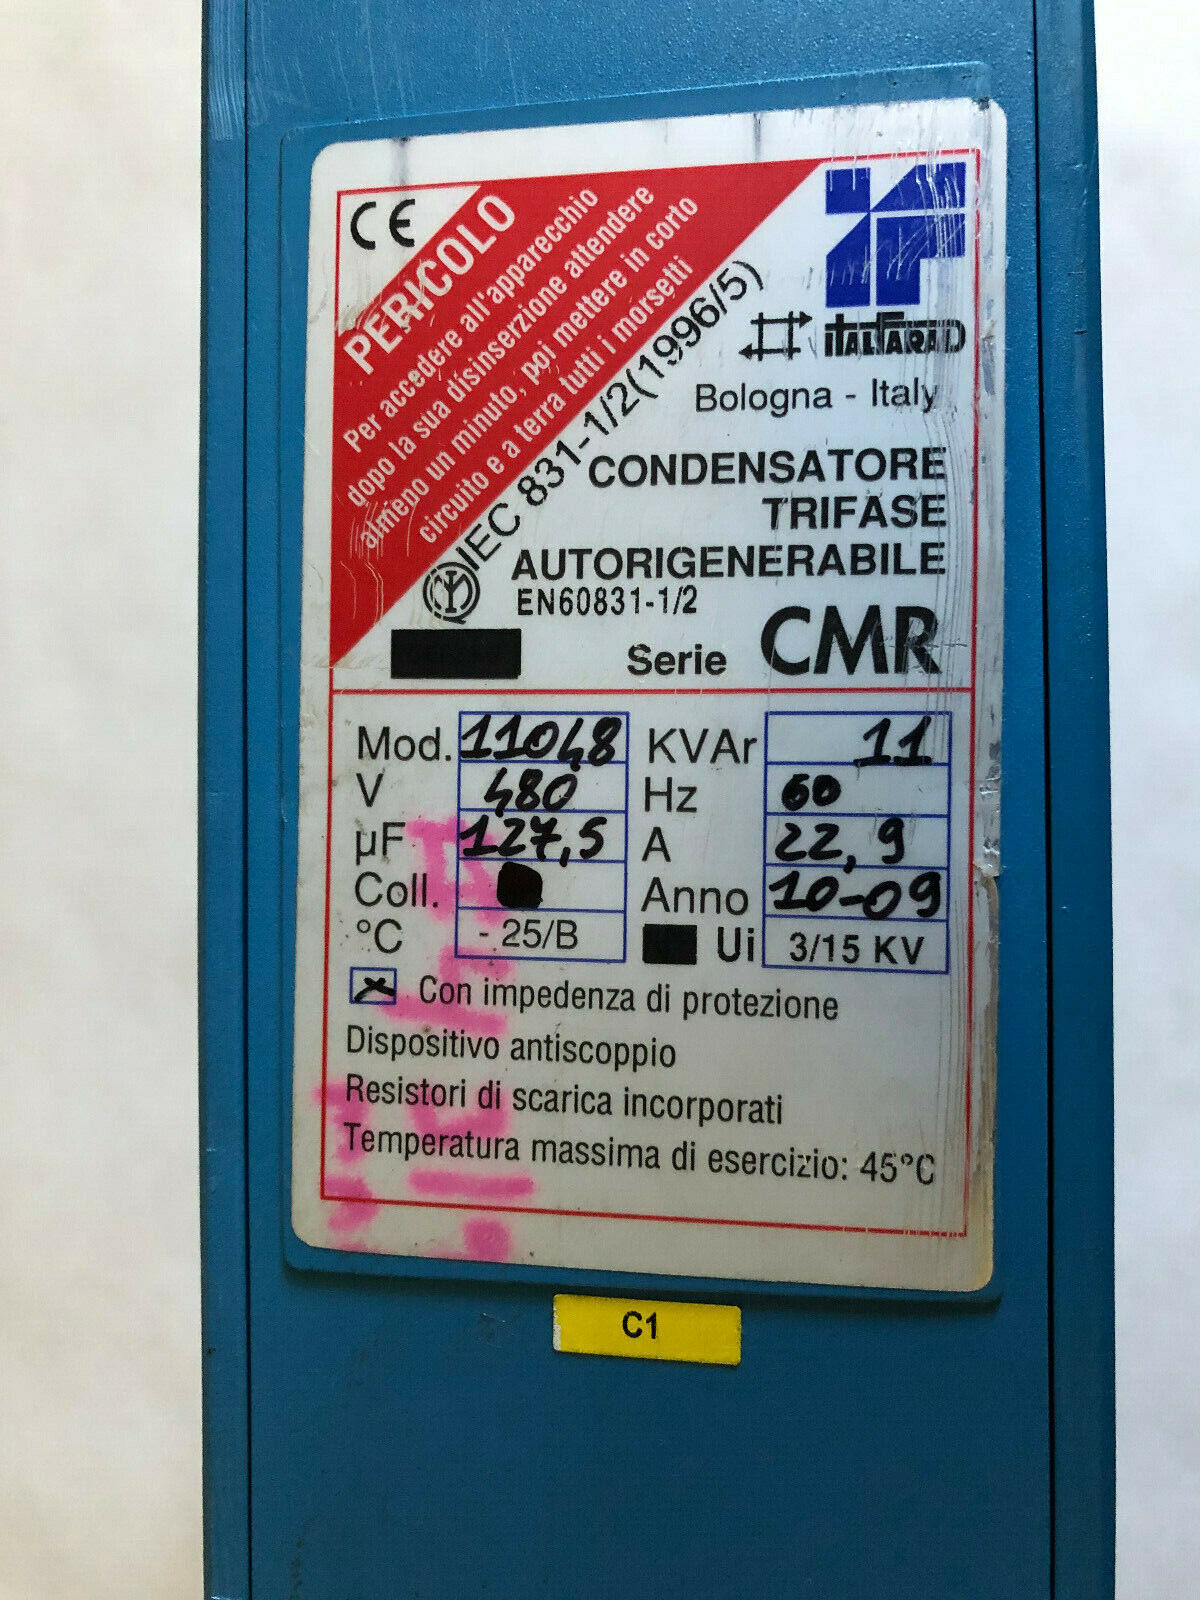 CE
PERICOLO
Per accedere all'apparecchio
dopo la sua disinserzione attendere
almeno un minuto, poi mettere in corto
circuito e a terra tutti i morsetti
IEC 831-1/2(1996/5)
ITALFARAD
Bologna - Italy
CONDENSATORE
TRIFASE
AUTORIGENERABILE
EN60831-1/2
Serie CMR
Mod. 11048 KVAr 11
V 480 Hz 60
µF 127,5 A 22,9
Coll. Anno 10-09
°C - 25/B Ui 3/15 KV
Con impedenza di protezione
Dispositivo antiscoppio
Resistori di scarica incorporati
Temperatura massima di esercizio: 45°C
C1